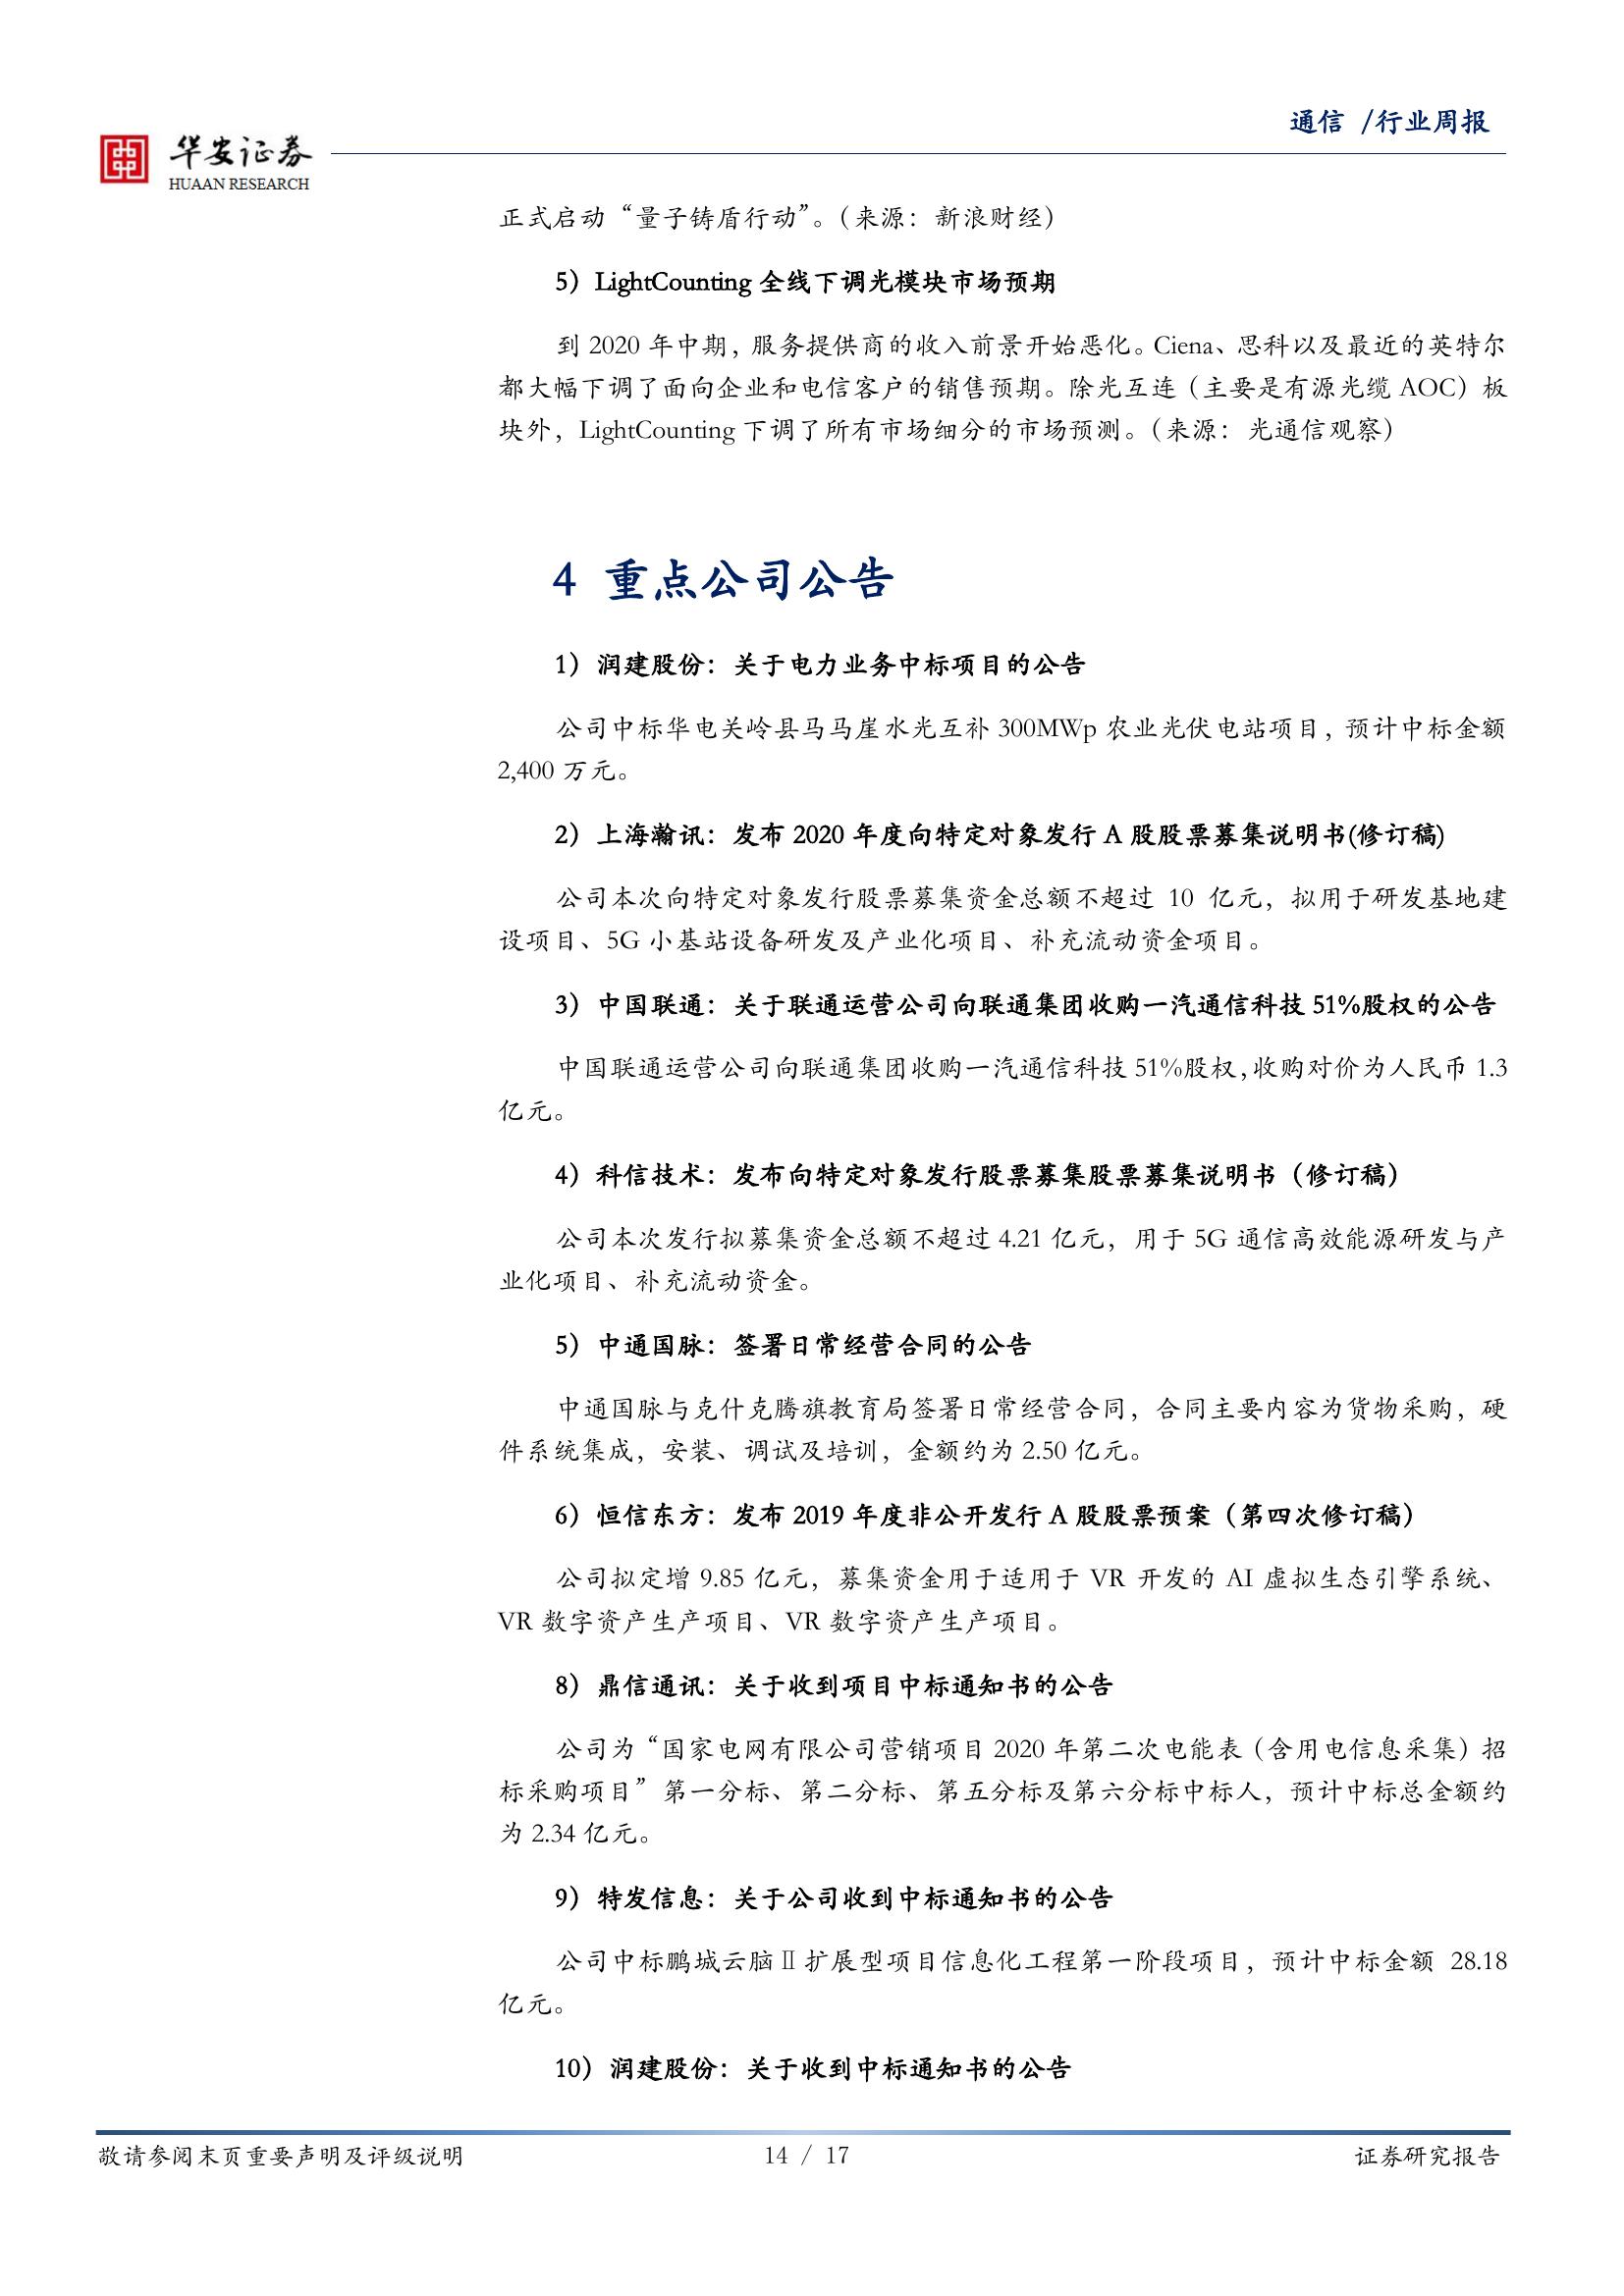 通信 /行业周报
华安证券
HUAAN RESEARCH
正式启动“量子铸盾行动”。（来源：新浪财经）
5）LightCounting 全线下调光模块市场预期
到 2020 年中期，服务提供商的收入前景开始恶化。Ciena、思科以及最近的英特尔
都大幅下调了面向企业和电信客户的销售预期。除光互连（主要是有源光缆 AOC）板
块外，LightCounting 下调了所有市场细分的市场预测。（来源：光通信观察）
4 重点公司公告
1）润建股份：关于电力业务中标项目的公告
公司中标华电关岭县马马崖水光互补 300MWp 农业光伏电站项目，预计中标金额
2,400 万元。
2）上海瀚讯：发布 2020 年度向特定对象发行 A 股股票募集说明书(修订稿)
公司本次向特定对象发行股票募集资金总额不超过 10 亿元，拟用于研发基地建
设项目、5G 小基站设备研发及产业化项目、补充流动资金项目。
3）中国联通：关于联通运营公司向联通集团收购一汽通信科技 51%股权的公告
中国联通运营公司向联通集团收购一汽通信科技 51%股权，收购对价为人民币 1.3
亿元。
4）科信技术：发布向特定对象发行股票募集股票募集说明书（修订稿）
公司本次发行拟募集资金总额不超过 4.21 亿元，用于 5G 通信高效能源研发与产
业化项目、补充流动资金。
5）中通国脉：签署日常经营合同的公告
中通国脉与克什克腾旗教育局签署日常经营合同，合同主要内容为货物采购，硬
件系统集成，安装、调试及培训，金额约为 2.50 亿元。
6）恒信东方：发布 2019 年度非公开发行 A 股股票预案（第四次修订稿）
公司拟定增 9.85 亿元，募集资金用于适用于 VR 开发的 AI 虚拟生态引擎系统、
VR 数字资产生产项目、VR 数字资产生产项目。
8）鼎信通讯：关于收到项目中标通知书的公告
公司为“国家电网有限公司营销项目 2020 年第二次电能表（含用电信息采集）招
标采购项目”第一分标、第二分标、第五分标及第六分标中标人，预计中标总金额约
为 2.34 亿元。
9）特发信息：关于公司收到中标通知书的公告
公司中标鹏城云脑Ⅱ扩展型项目信息化工程第一阶段项目，预计中标金额 28.18
亿元。
10）润建股份：关于收到中标通知书的公告
敬请参阅末页重要声明及评级说明
14 / 17
证券研究报告